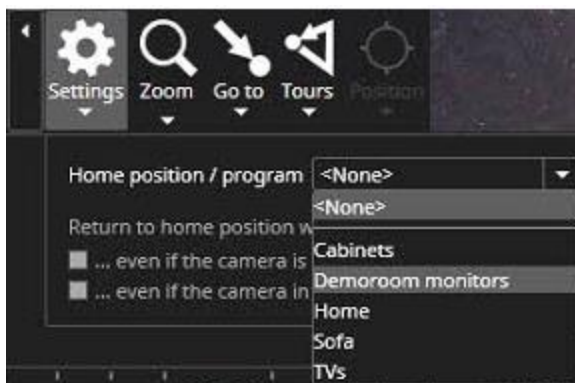 Settings Zoom Go to Tours Position
Home position / program <None>
<None>
Return to home position w
Cabinets
... even if the camera is
Demoroom monitors
... even if the camera in
Home
Sofa
TVs